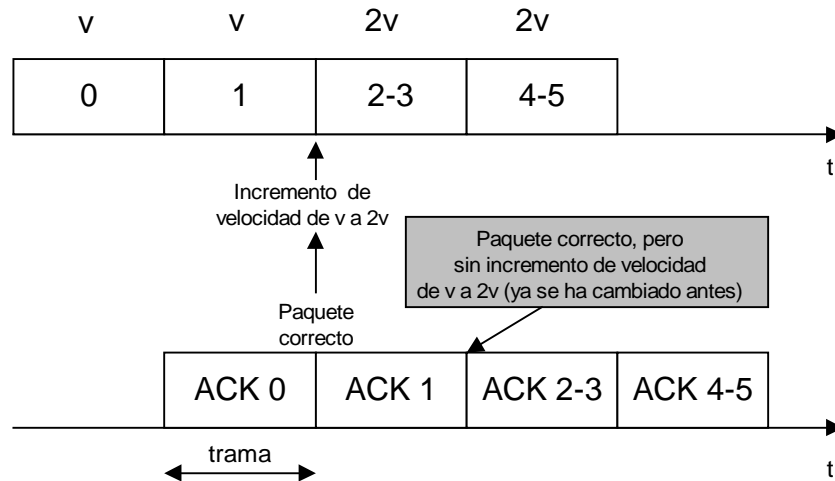 v v 2v 2v
0 1 2-3 4-5
t
Incremento de
velocidad de v a 2v
Paquete correcto, pero
sin incremento de velocidad
de v a 2v (ya se ha cambiado antes)
Paquete
correcto
ACK 0 ACK 1 ACK 2-3 ACK 4-5
trama
t